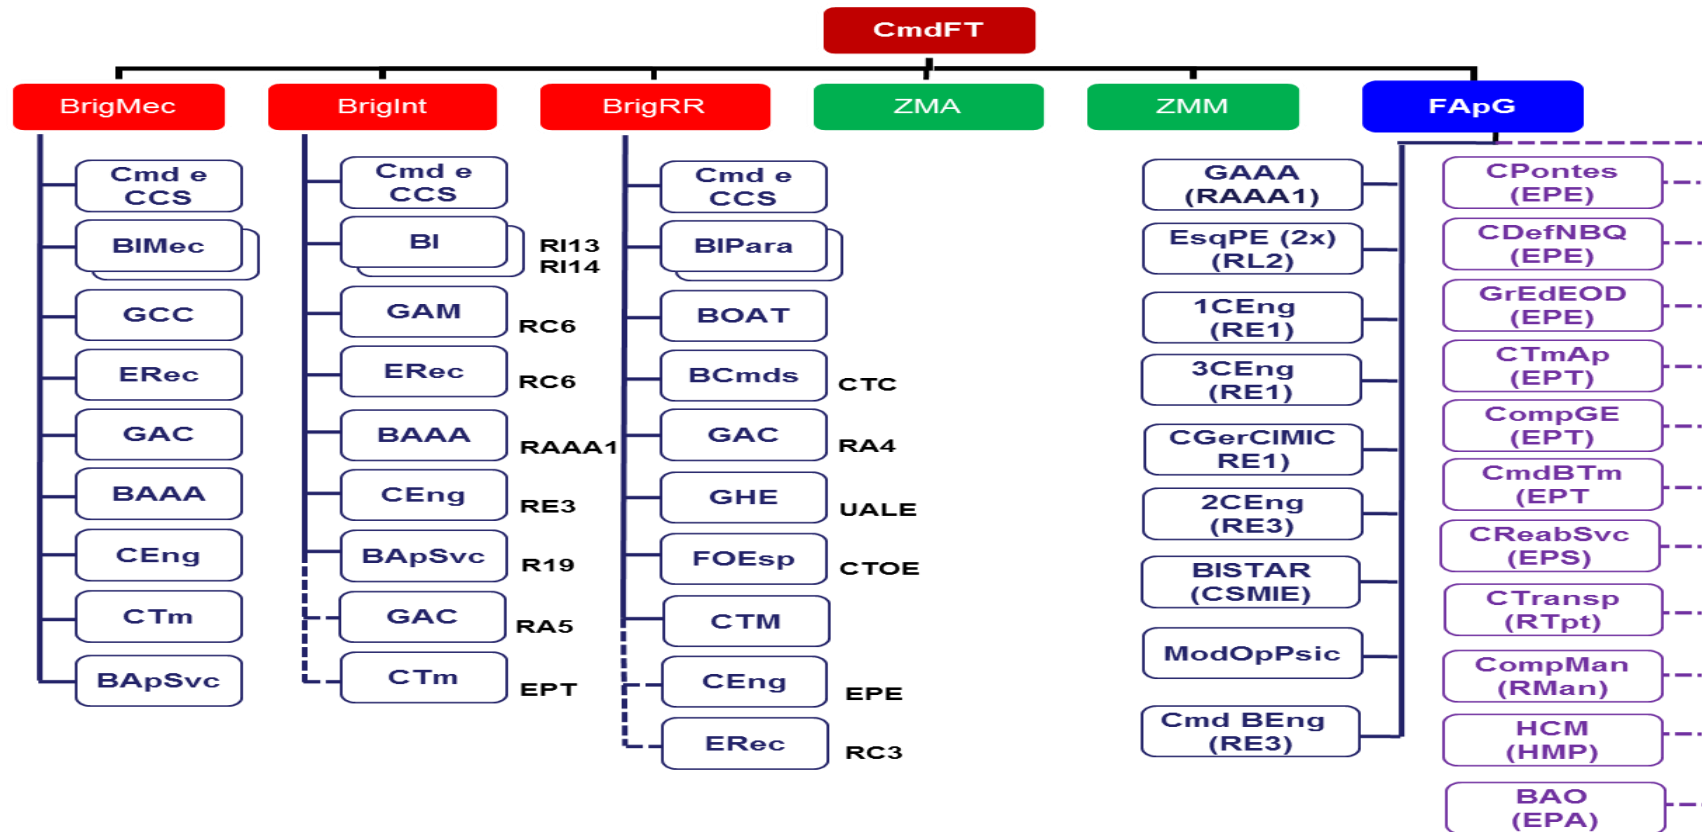 CmdFT
BrigMec
BrigInt
BrigRR
ZMA
ZMM
FApG
Cmd e
CCS
BIMec
GCC
ERec
GAC
BAAA
CEng
CTm
BApSvc
Cmd e
CCS
BI
RI13
RI14
GAM
RC6
ERec
RC6
BAAA
RAAA1
CEng
RE3
BApSvc
R19
GAC
RA5
CTm
EPT
Cmd e
CCS
BIPara
BOAT
BCmds
CTC
GAC
RA4
GHE
UALE
FOEsp
CTOE
CTM
CEng
EPE
ERec
RC3
GAAA
(RAAA1)
EsqPE (2x)
(RL2)
1CEng
(RE1)
3CEng
(RE1)
CGerCIMIC
RE1)
2CEng
(RE3)
BISTAR
(CSMIE)
ModOpPsic
Cmd BEng
(RE3)
CPontes
(EPE)
CDefNBQ
(EPE)
GrEdEOD
(EPE)
CTmAp
(EPT)
CompGE
(EPT)
CmdBTm
(EPT
CReabSvc
(EPS)
CTransp
(RTpt)
CompMan
(RMan)
HCM
(HMP)
BAO
(EPA)